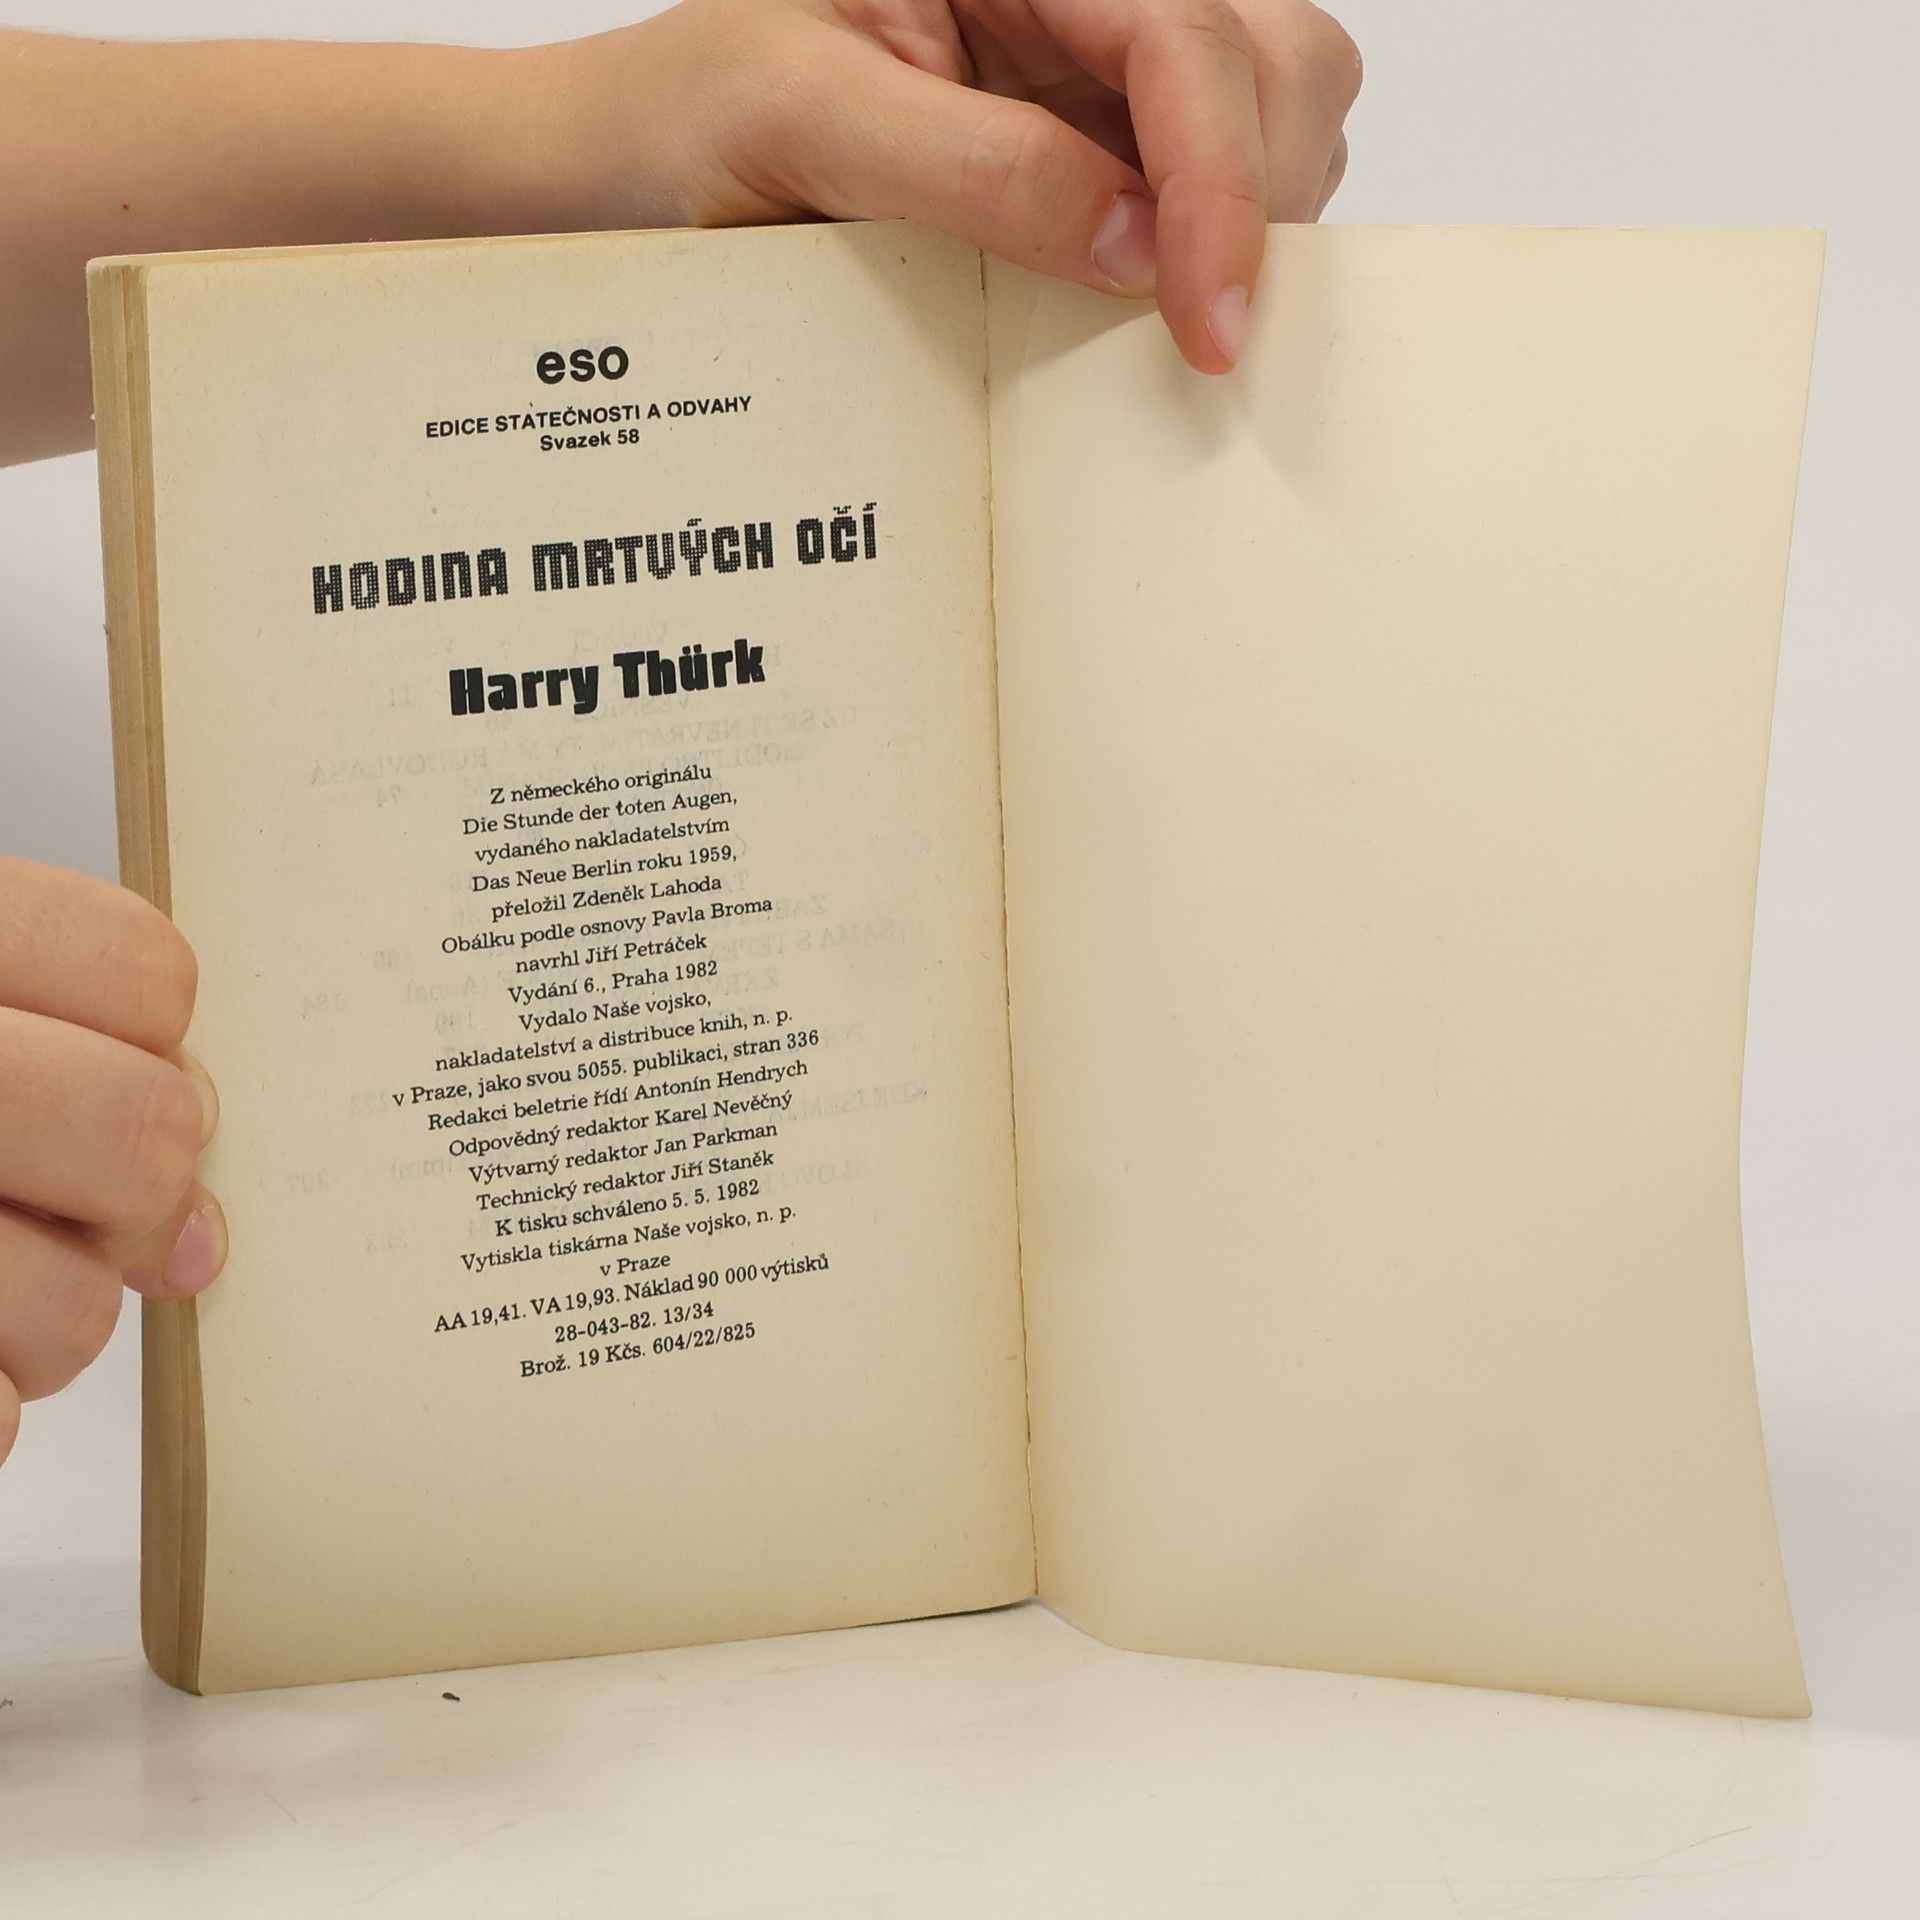 eso
EDICE STATEČNOSTI A ODVAHY
Svazek 58
HODINA MRTVÝCH OČÍ
Harry Thürk
Z německého originálu
Die Stunde der toten Augen,
vydaného nakladatelstvím
Das Neue Berlin roku 1959,
přeložil Zdeněk Lahoda
Obálku podle osnovy Pavla Broma
navrhl Jiří Petráček
Vydání 6., Praha 1982
Vydalo Naše vojsko,
nakladatelství a distribuce knih, n. p.
v Praze, jako svou 5055. publikaci, stran 336
Redakci beletrie řídí Antonín Hendrych
Odpovědný redaktor Karel Nevěčný
Výtvarný redaktor Jan Parkman
Technický redaktor Jiří Staněk
K tisku schváleno 5. 5. 1982
Vytiskla tiskárna Naše vojsko, n. p.
v Praze
AA 19,41. VA 19,93. Náklad 90 000 výtisků
28-043-82. 13/34
Brož. 19 Kčs. 604/22/825